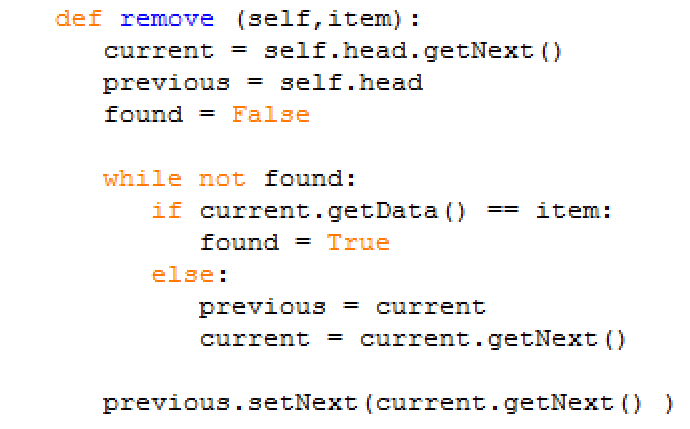 def remove (self,item):
current = self.head.getNext()
previous = self.head
found = False
while not found:
if current.getData() == item:
found = True
else:
previous = current
current = current.getNext()
previous.setNext(current.getNext() )